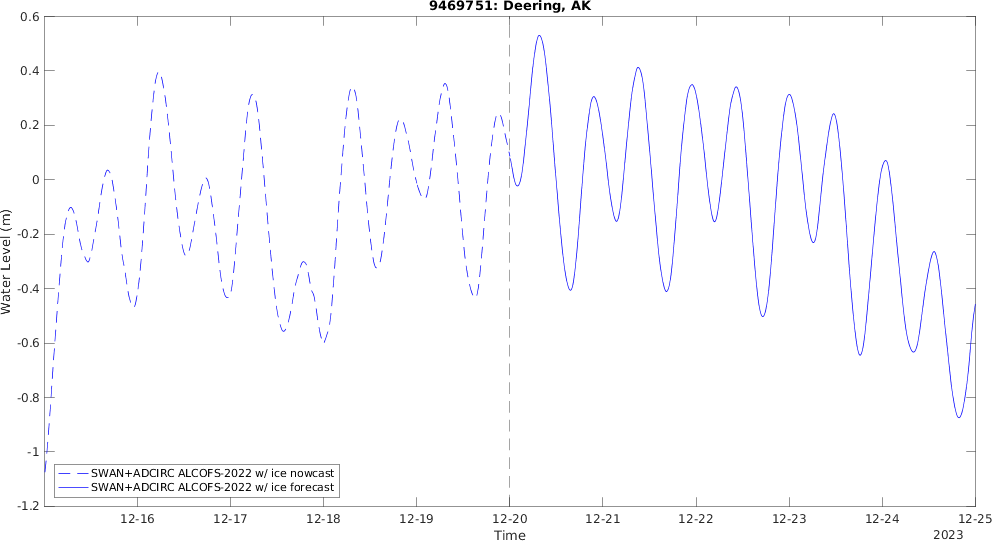 9469751: Deering, AK
0.6
0.4
0.2
0
-0.2
-0.4
-0.6
-0.8
-1
-1.2
Water Level (m)
SWAN+ADCIRC ALCOFS-2022 w/ ice nowcast
SWAN+ADCIRC ALCOFS-2022 w/ ice forecast
12-16 12-17 12-18 12-19 12-20 12-21 12-22 12-23 12-24 12-25
Time
2023